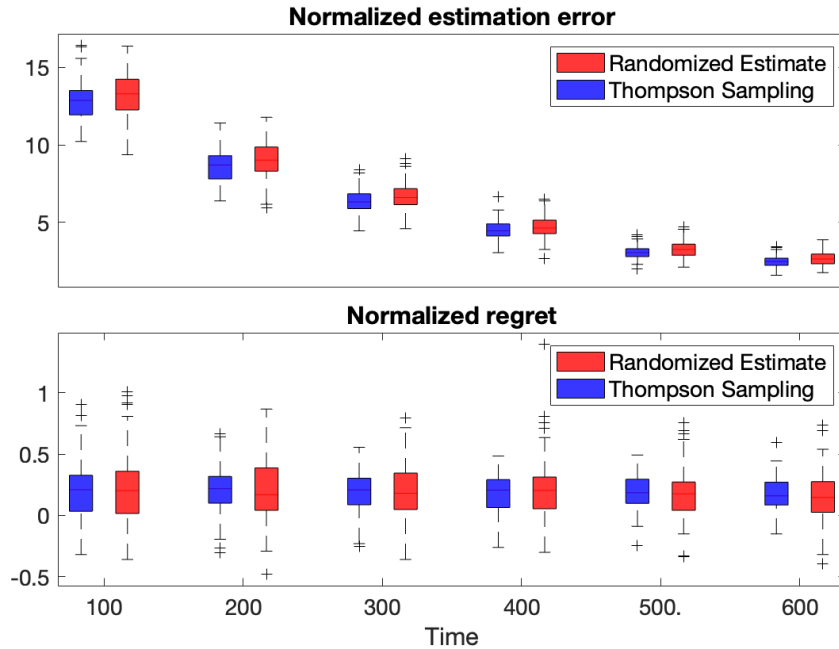 Normalized estimation error
15
10
5
Randomized Estimate
Thompson Sampling
Normalized regret
1
0.5
0
-0.5
Randomized Estimate
Thompson Sampling
100 200 300 400 500. 600
Time